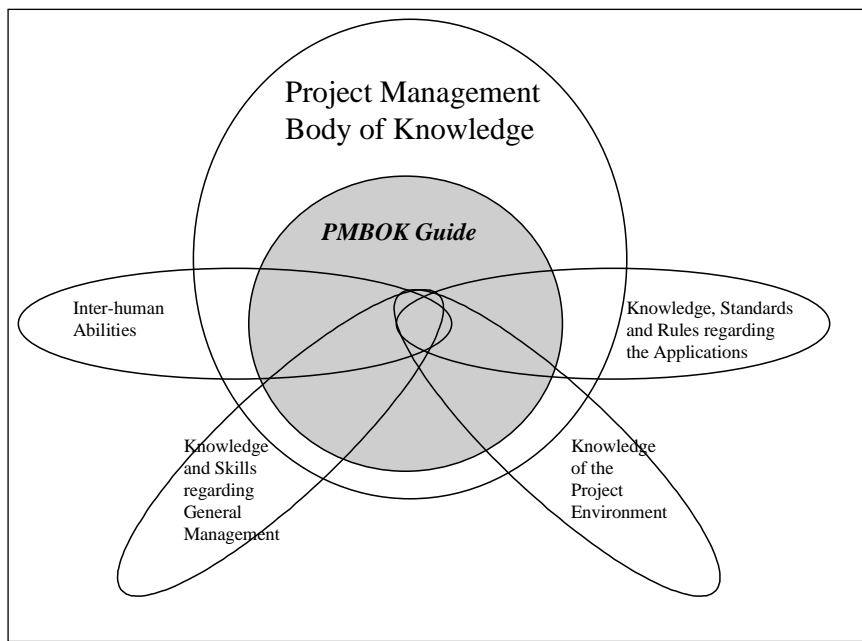 Project Management
Body of Knowledge
PMBOK Guide
Inter-human
Abilities
Knowledge, Standards
and Rules regarding
the Applications
Knowledge
and Skills
regarding
General
Management
Knowledge
of the
Project
Environment